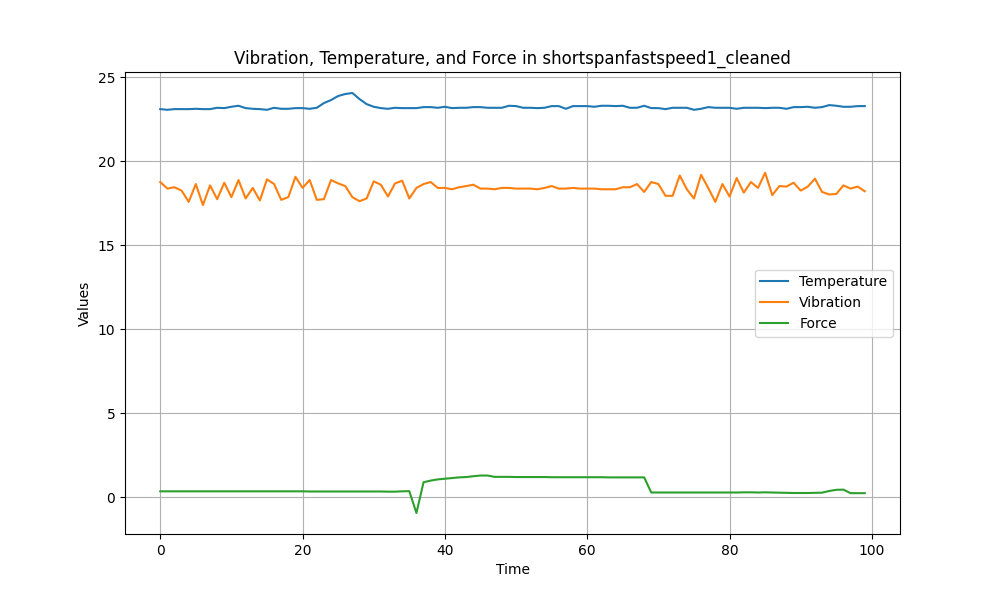 Vibration, Temperature, and Force in shortspanfastspeed1_cleaned
25
20
15
10
5
0
Values
Temperature
Vibration
Force
0 20 40 60 80 100
Time